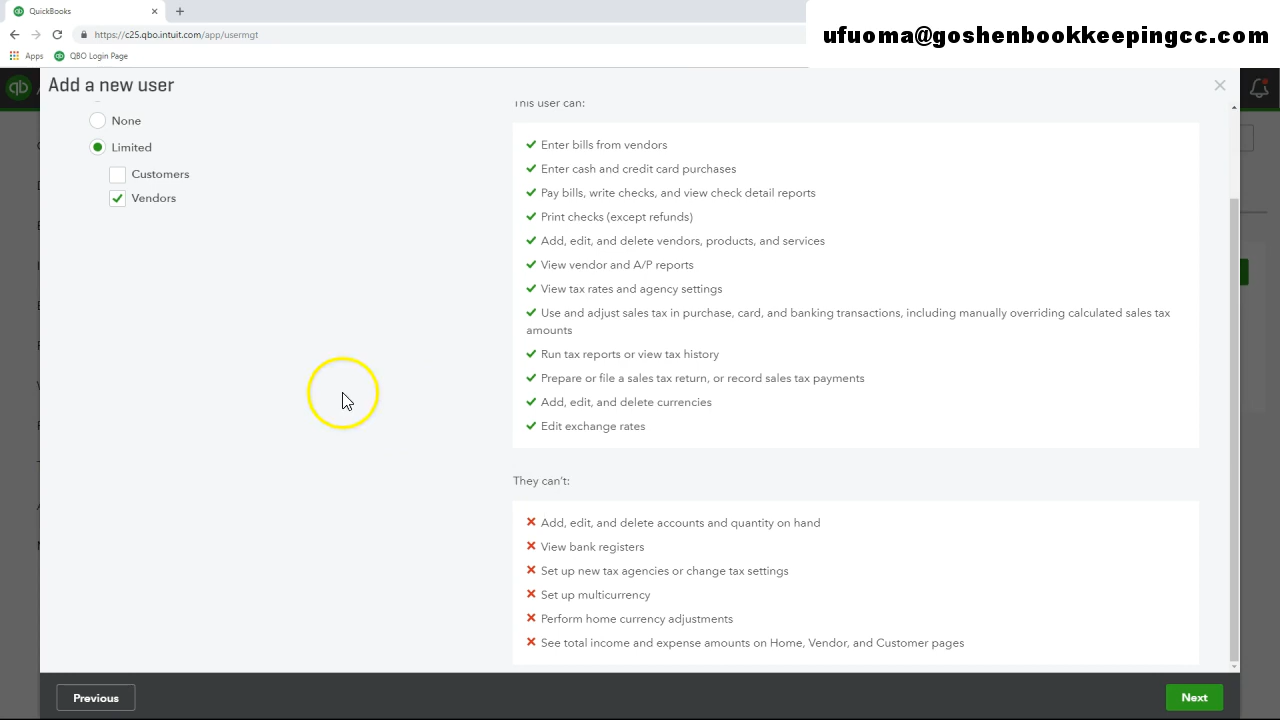 QuickBooks
https://c25.qbo.intuit.com/app/usermgt
ufuoma@goshenbookkeepingcc.com
Apps
QBO Login Page
qb
Add a new user
This user can:
None
Limited
Customers
Vendors
Enter bills from vendors
Enter cash and credit card purchases
Pay bills, write checks, and view check detail reports
Print checks (except refunds)
Add, edit, and delete vendors, products, and services
View vendor and A/P reports
View tax rates and agency settings
Use and adjust sales tax in purchase, card, and banking transactions, including manually overriding calculated sales tax
amounts
Run tax reports or view tax history
Prepare or file a sales tax return, or record sales tax payments
Add, edit, and delete currencies
Edit exchange rates
They can't:
Add, edit, and delete accounts and quantity on hand
View bank registers
Set up new tax agencies or change tax settings
Set up multicurrency
Perform home currency adjustments
See total income and expense amounts on Home, Vendor, and Customer pages
Previous
Next